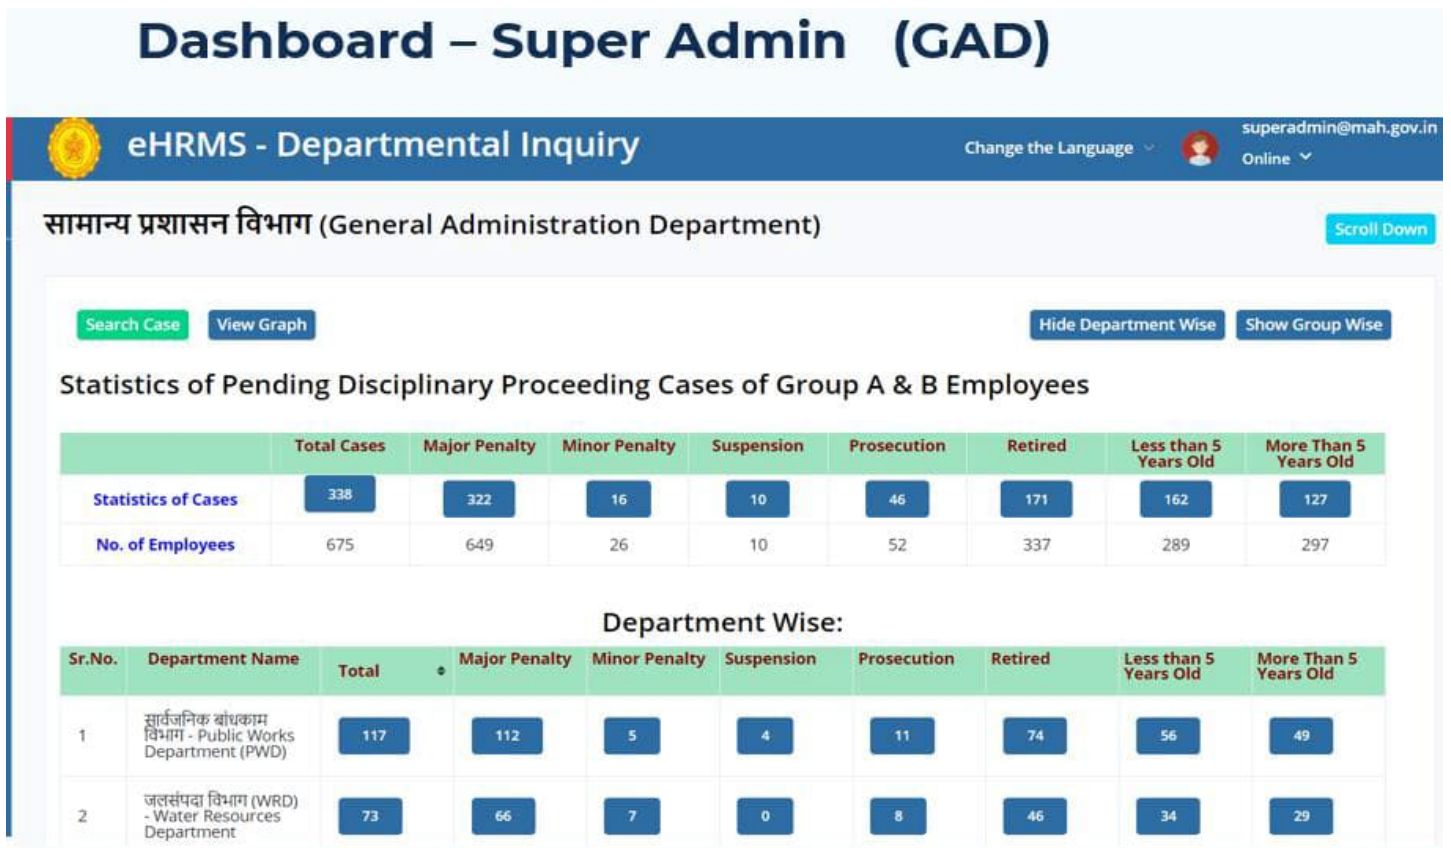 Dashboard – Super Admin (GAD)
eHRMS - Departmental Inquiry
Change the Language
superadmin@mah.gov.in
Online
सामान्य प्रशासन विभाग (General Administration Department)
Scroll Down
Search Case
View Graph
Hide Department Wise
Show Group Wise
Statistics of Pending Disciplinary Proceeding Cases of Group A & B Employees
Total Cases Major Penalty Minor Penalty Suspension Prosecution Retired Less than 5 Years Old More Than 5 Years Old
Statistics of Cases 338 322 16 10 46 171 162 127
No. of Employees 675 649 26 10 52 337 289 297
Department Wise:
Sr.No. Department Name Total Major Penalty Minor Penalty Suspension Prosecution Retired Less than 5 Years Old More Than 5 Years Old
1 सार्वजनिक बांधकाम विभाग - Public Works Department (PWD) 117 112 5 4 11 74 56 49
2 जलसंपदा विभाग (WRD) - Water Resources Department 73 66 7 0 8 46 34 29